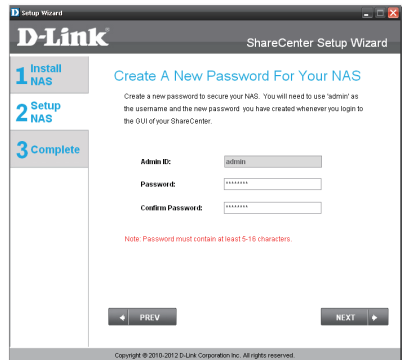 D Setup Wizard
D-Link
ShareCenter Setup Wizard
1 Install NAS
2 Setup NAS
3 Complete
Create A New Password For Your NAS
Create a new password to secure your NAS. You will need to use 'admin' as
the username and the new password you have created whenever you login to
the GUI of your ShareCenter.
Admin ID: admin
Password: ********
Confirm Password: ********
Note: Password must contain at least 5-16 characters.
PREV
NEXT
Copyright @ 2010-2012 D-Link Corporation Inc. All rights reserved.